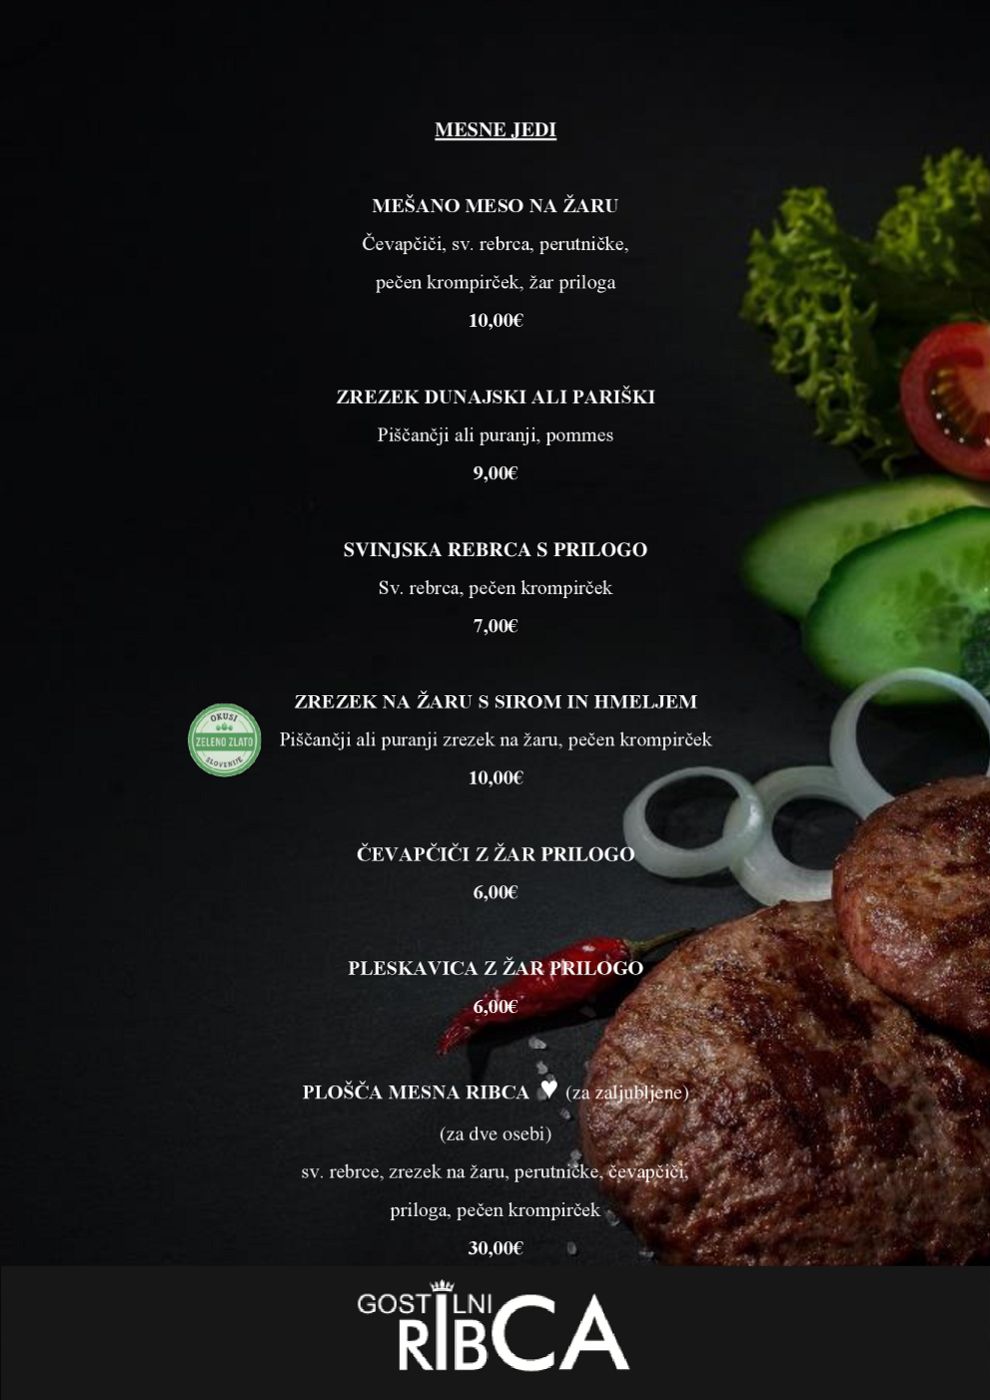 MESNE JEDI
MEŠANO MESO NA ŽARU
Čevapčiči, sv. rebrca, perutničke,
pečen krompirček, žar priloga
10,00€
ZREZEK DUNAJSKI ALI PARIŠKI
Piščančji ali puranji, pommes
9,00€
SVINJSKA REBRCA S PRILOGO
Sv. rebrca, pečen krompirček
7,00€
ZREZEK NA ŽARU S SIROM IN HMELJEM
OKUSI
ZELENO ZLATO
SLOVENIJE
Piščančji ali puranji zrezek na žaru, pečen krompirček
10,00€
ČEVAPČIČI Z ŽAR PRILOGO
6,00€
PLESKAVICA Z ŽAR PRILOGO
6,00€
PLOŠČA MESNA RIBCA ♥ (za zaljubljene)
(za dve osebi)
sv. rebrce, zrezek na žaru, perutničke, čevapčiči,
priloga, pečen krompirček
30,00€
GOSTILNI
RIBCA